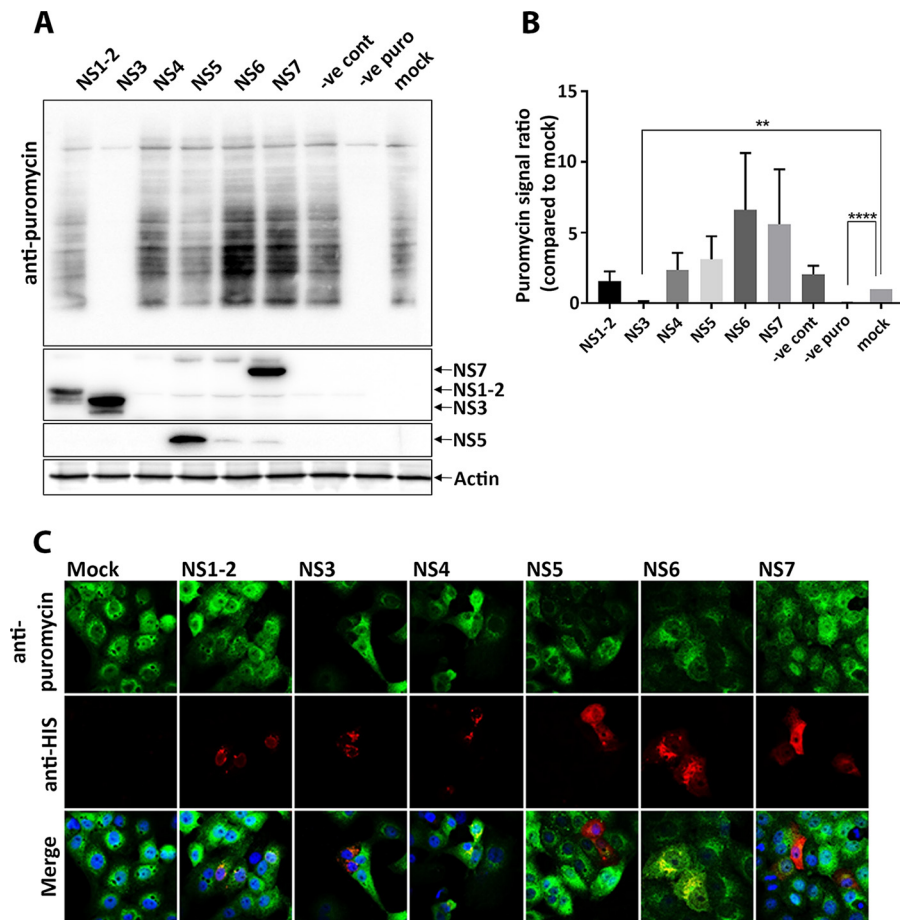 A
NS1-2 NS3 NS4 NS5 NS6 NS7 -ve cont -ve puro mock
anti-puromycin
NS7
NS1-2
NS3
NS5
Actin
B
Puromycin signal ratio
(compared to mock)
15
10
5
0
**
****
NS1-2 NS3 NS4 NS5 NS6 NS7 -ve cont -ve puro mock
C
Mock NS1-2 NS3 NS4 NS5 NS6 NS7
anti-
puromycin
anti-HIS
Merge